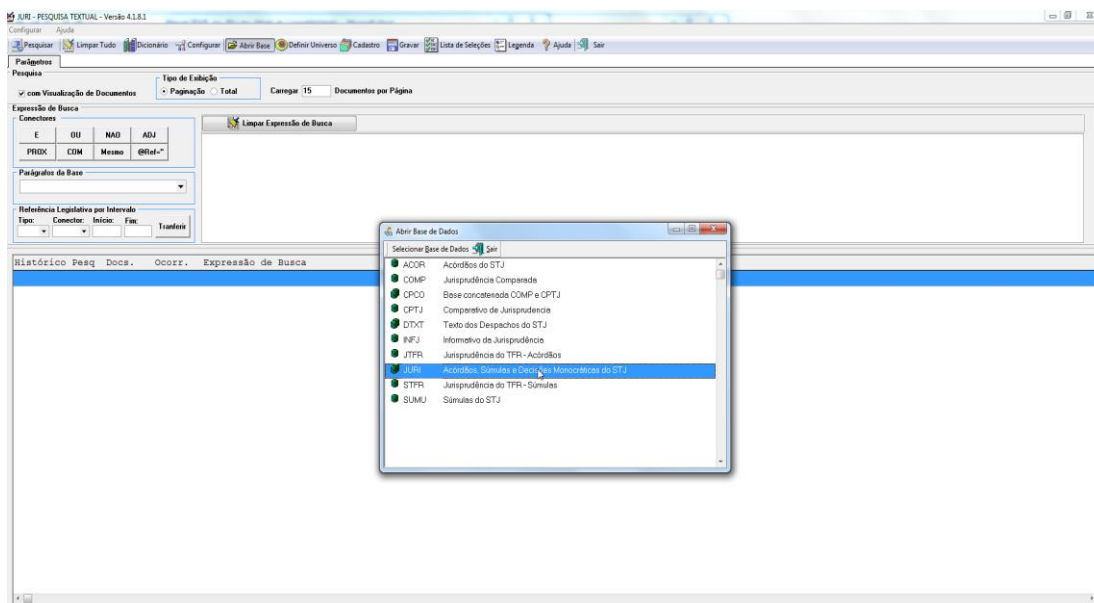 JURI - PESQUISA TEXTUAL - Versão 4.1.8.1
Configurar Ajuda
Pesquisar Limpar Tudo Dicionário Configurar Abrir Base Definir Universo Cadastro Gravar Lista de Seleções Legenda Ajuda Sair
Parâmetros
Pesquisa
Tipo de Exibição
com Visualização de Documentos Paginação Total Carregar 15 Documentos por Página
Expressão de Busca
Conectores
Limpar Expressão de Busca
E OU NAO ADJ
PROX COM Mesmo @Ref="
Parágrafos da Base
Referência Legislativa por Intervalo
Tipo: Conector: Início: Fim:
Tranferir
Histórico Pesq Docs. Ocorr. Expressão de Busca
Abrir Base de Dados
Selecionar Base de Dados Sair
ACOR Acórdãos do STJ
COMP Jurisprudência Comparada
CPCO Base concatenada COMP e CPTJ
CPTJ Comparativo de Jurisprudencia
DTXT Texto dos Despachos do STJ
INFJ Informativo de Jurisprudência
JTFR Jurisprudência do TFR - Acórdãos
JURI Acórdãos, Súmulas e Decisões Monocráticas do STJ
STFR Jurisprudência do TFR - Súmulas
SUMU Súmulas do STJ